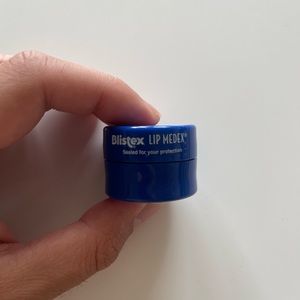 Blistex LIP MEDEX®
Sealed for your protection